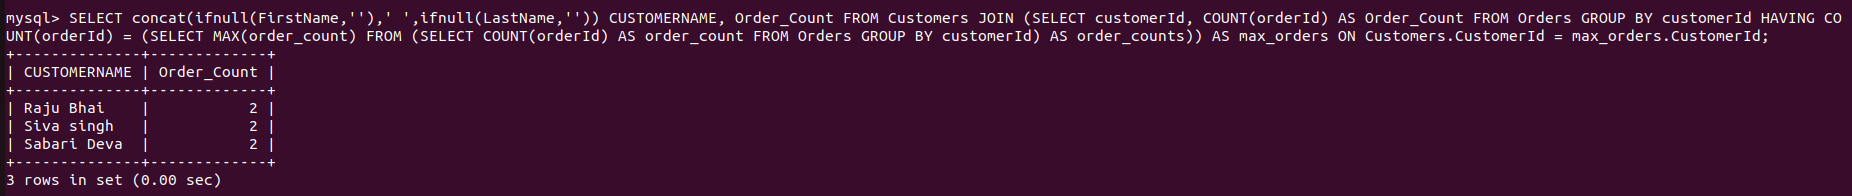 mysql> SELECT concat(ifnull(FirstName,''),' ',ifnull(LastName,'')) CUSTOMERNAME, Order_Count FROM Customers JOIN (SELECT customerId, COUNT(orderId) AS Order_Count FROM Orders GROUP BY customerId HAVING CO
UNT(orderId) = (SELECT MAX(order_count) FROM (SELECT COUNT(orderId) AS order_count FROM Orders GROUP BY customerId) AS order_counts)) AS max_orders ON Customers.CustomerId = max_orders.CustomerId;
+--------------+-------------+
| CUSTOMERNAME | Order_Count |
+--------------+-------------+
| Raju Bhai    |           2 |
| Siva singh   |           2 |
| Sabari Deva  |           2 |
+--------------+-------------+
3 rows in set (0.00 sec)